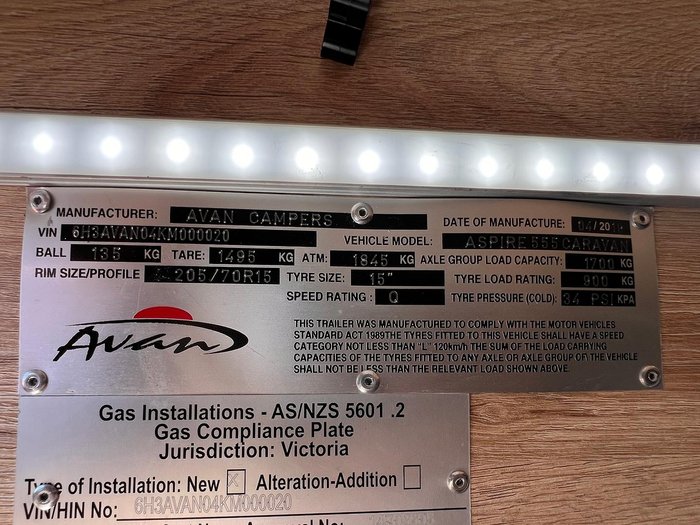 MANUFACTURER: AVAN CAMPERS DATE OF MANUFACTURE:
VIN 6H3AVAN04KM000020 VEHICLE MODEL: ASPIRE 555 CARAVAN
BALL 135 KG TARE: 1495 KG ATM: 1845 KG AXLE GROUP LOAD CAPACITY: 1700 KG
RIM SIZE/PROFILE 205/70R15 TYRE SIZE: 15" TYRE LOAD RATING: 900 KG
SPEED RATING: Q TYRE PRESSURE (COLD): 34 PSI KPA
Avan
THIS TRAILER WAS MANUFACTURED TO COMPLY WITH THE MOTOR VEHICLES
STANDARD ACT 1989THE TYRES FITTED TO THIS VEHICLE SHALL HAVE A SPEED
CATEGORY NOT LESS THAN "L" 120km/h THE SUM OF THE LOAD CARRYING
CAPACITIES OF THE TYRES FITTED TO ANY AXLE OR AXLE GROUP OF THE VEHICLE
SHALL NOT BE LESS THAN THE RELEVANT LOAD SHOWN ABOVE.
Gas Installations - AS/NZS 5601 .2
Gas Compliance Plate
Jurisdiction: Victoria
Type of Installation: New X Alteration-Addition
VIN/HIN No: 6H3AVAN04KM000020